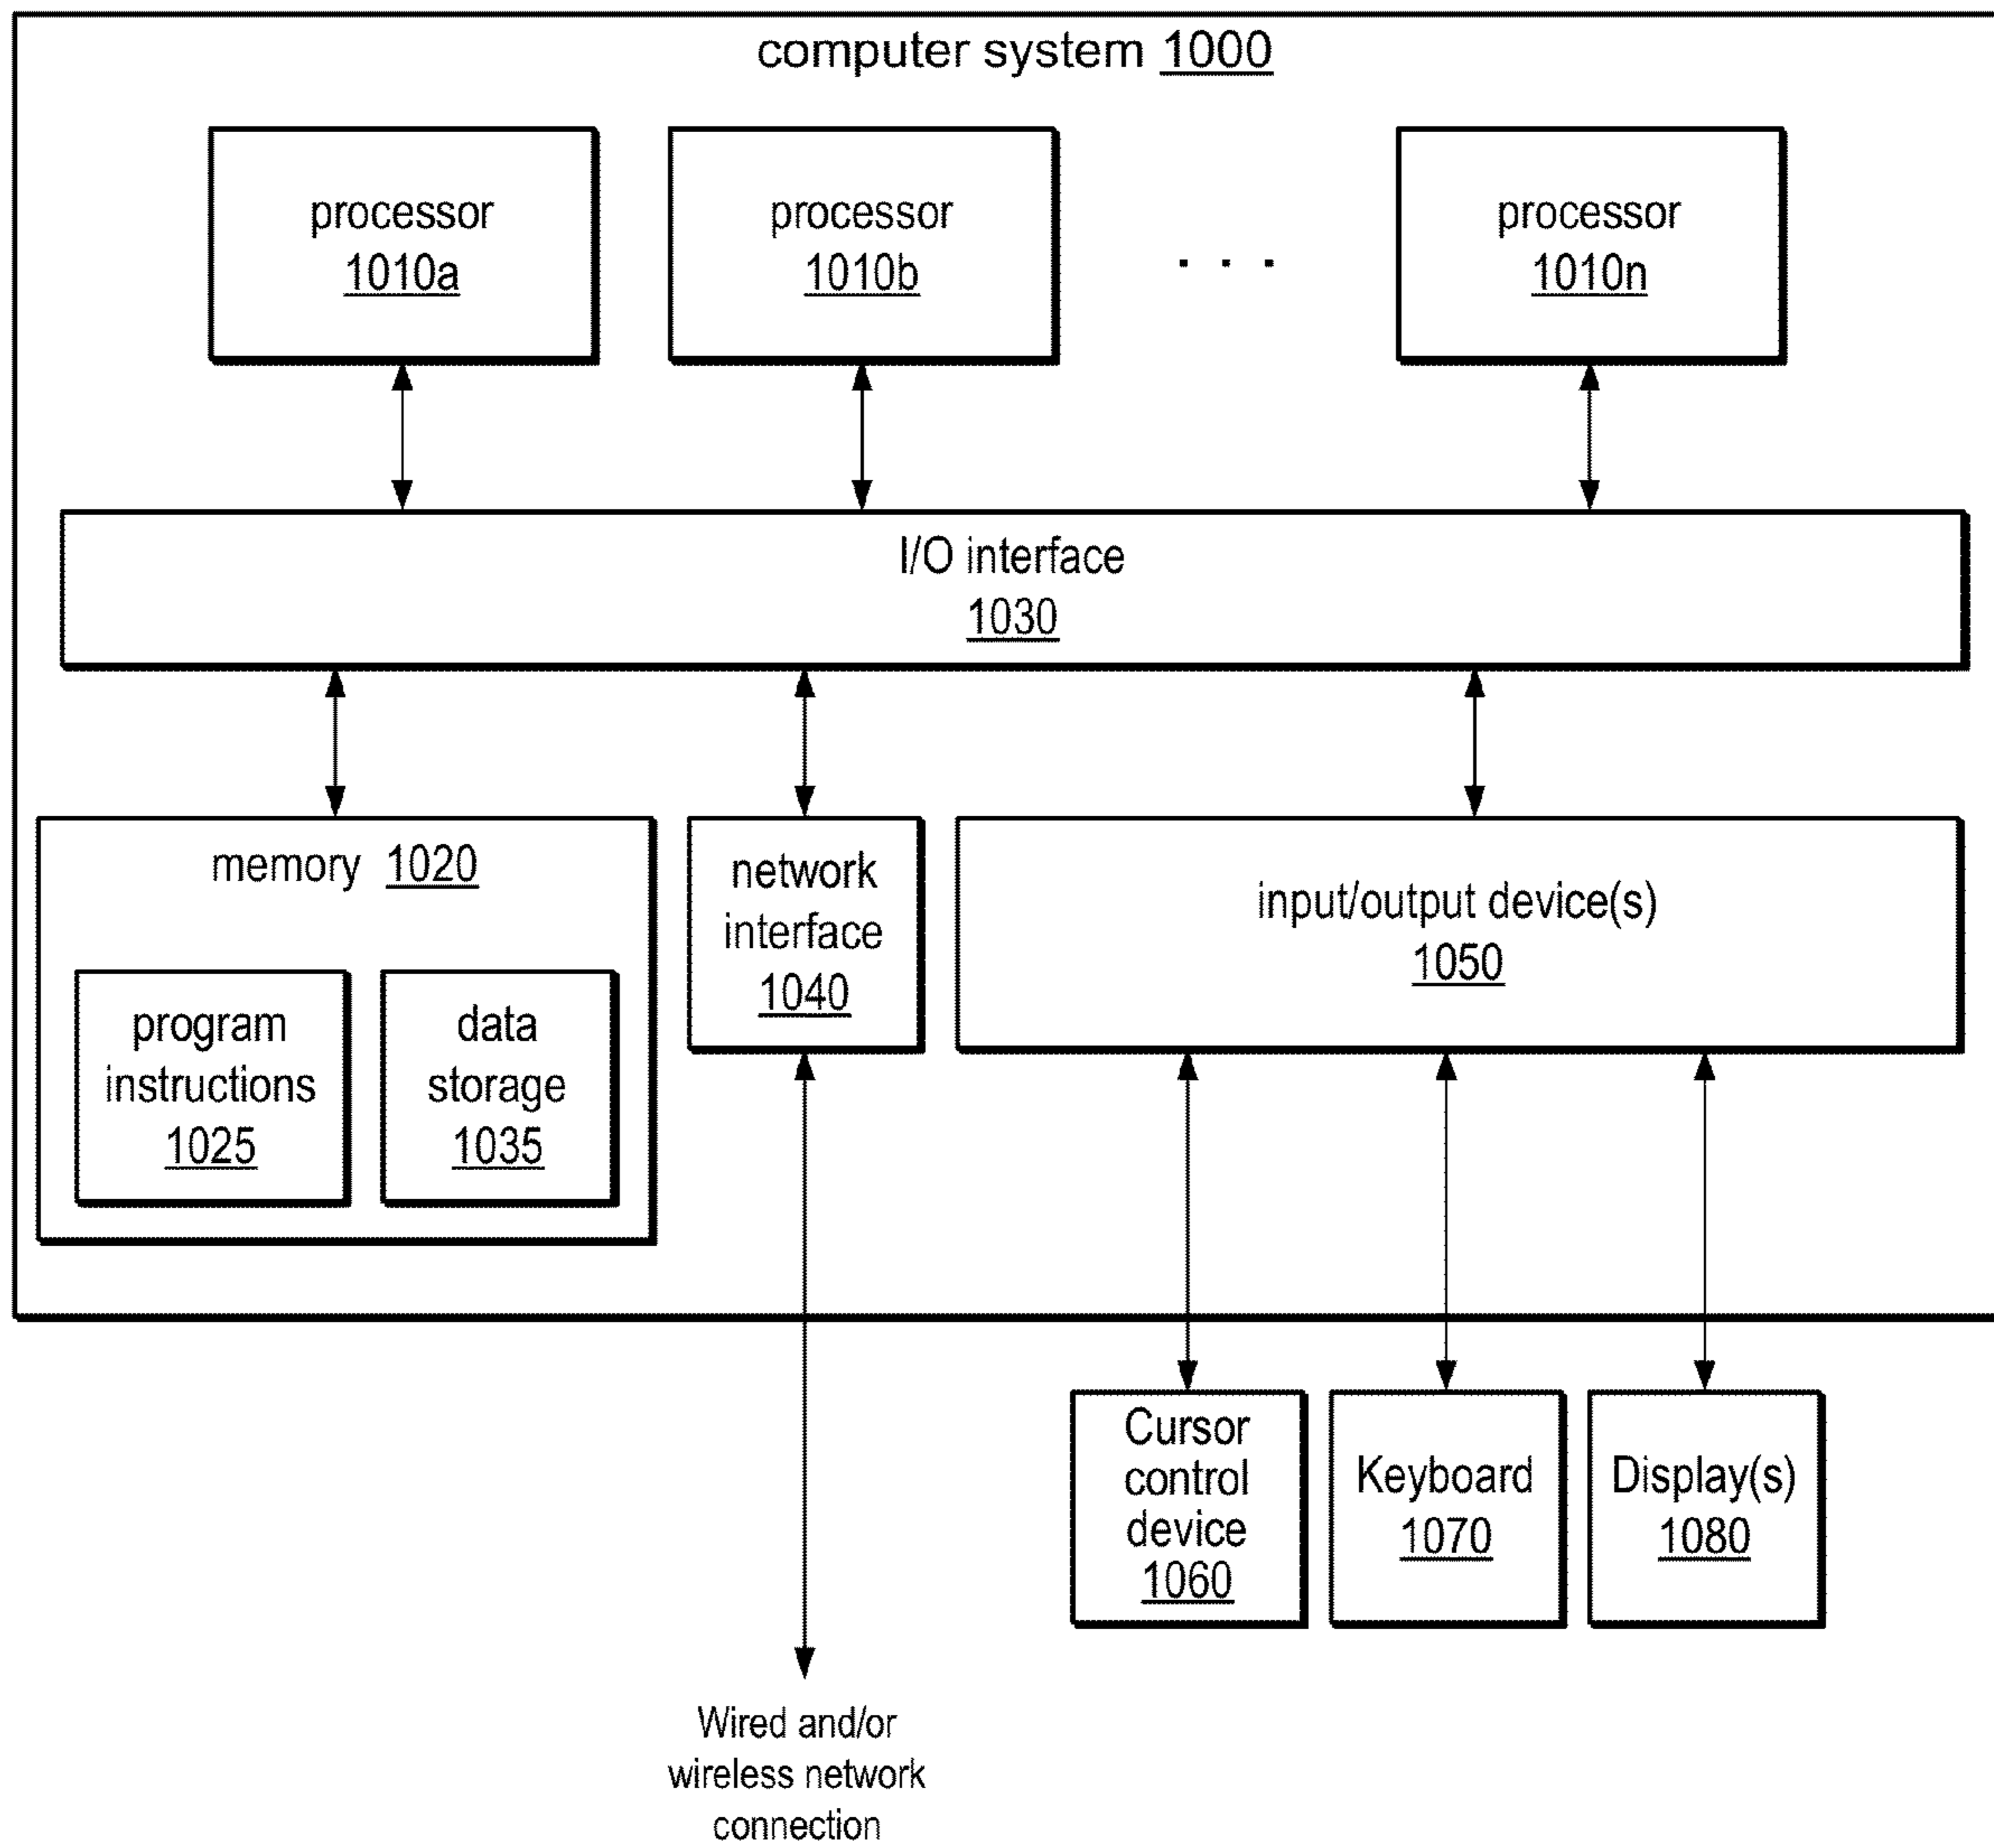 computer system 1000
processor
1010a
processor
1010b
. . .
processor
1010n
I/O interface
1030
memory 1020
program
instructions
1025
data
storage
1035
network
interface
1040
input/output device(s)
1050
Cursor
control
device
1060
Keyboard
1070
Display(s)
1080
Wired and/or
wireless network
connection